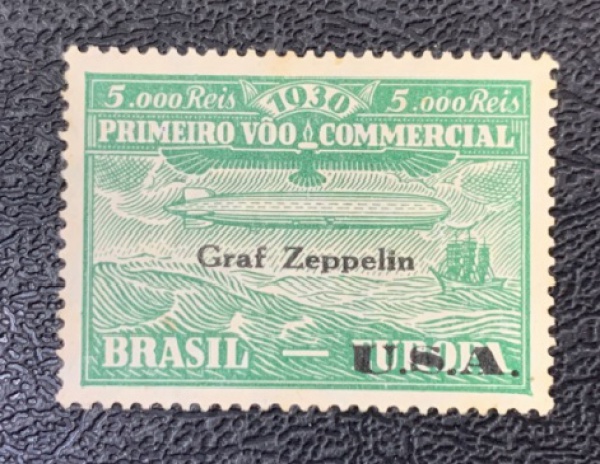 5.000 Reis 1930 5.000 Reis
PRIMEIRO VÔO COMMERCIAL
Graf Zeppelin
BRASIL — U.S.A.